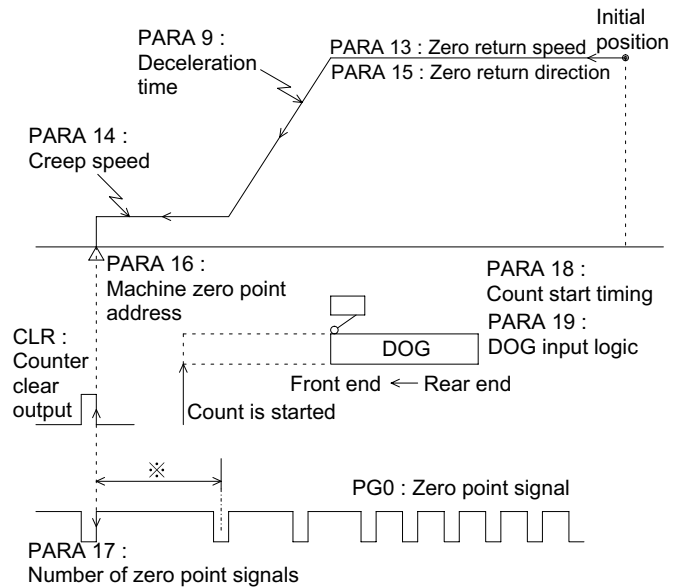 Initial
position
PARA 9 :
Deceleration
time
PARA 13 : Zero return speed
PARA 15 : Zero return direction
PARA 14 :
Creep speed
PARA 16 :
Machine zero point
address
PARA 18 :
Count start timing
PARA 19 :
DOG input logic
CLR :
Counter
clear
output
DOG
Front end ← Rear end
Count is started
※
PG0 : Zero point signal
PARA 17 :
Number of zero point signals